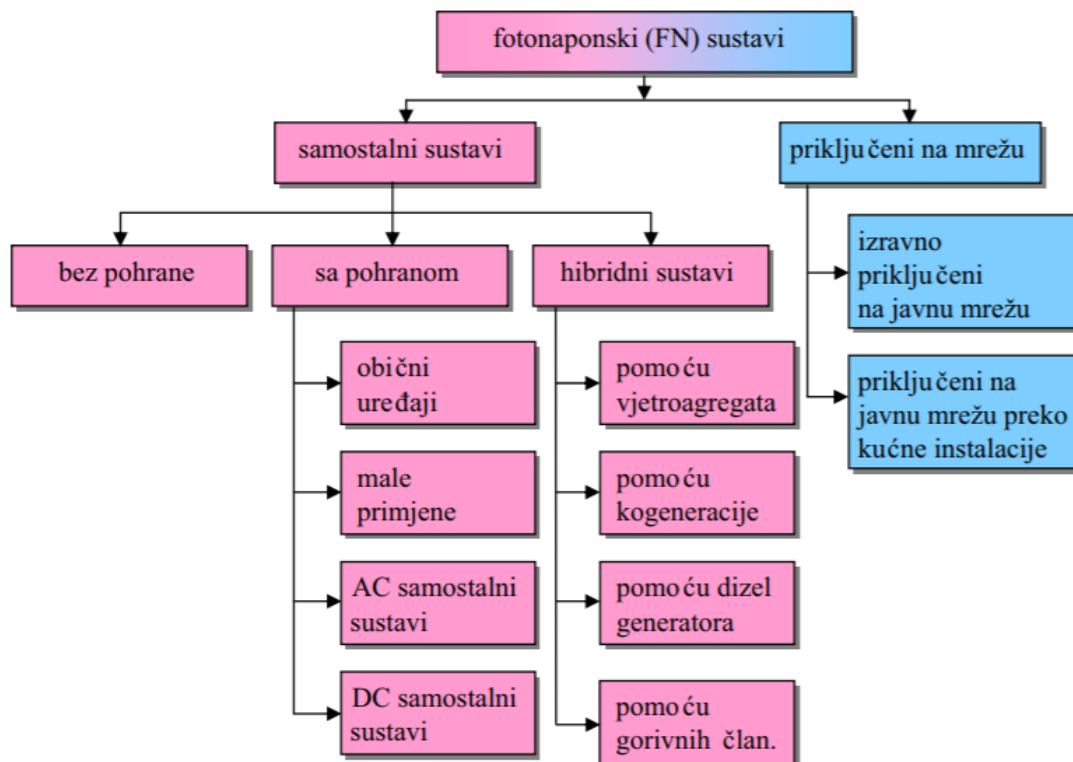 fotonaponski (FN) sustavi
samostalni sustavi
priključeni na mrežu
bez pohrane
sa pohranom
hibridni sustavi
izravno
priključeni
na javnu mrežu
priključeni na
javnu mrežu preko
kućne instalacije
obični
uređaji
male
primjene
AC samostalni
sustavi
DC samostalni
sustavi
pomoću
vjetroagregata
pomoću
kogeneracije
pomoću dizel
generatora
pomoću
gorivnih član.